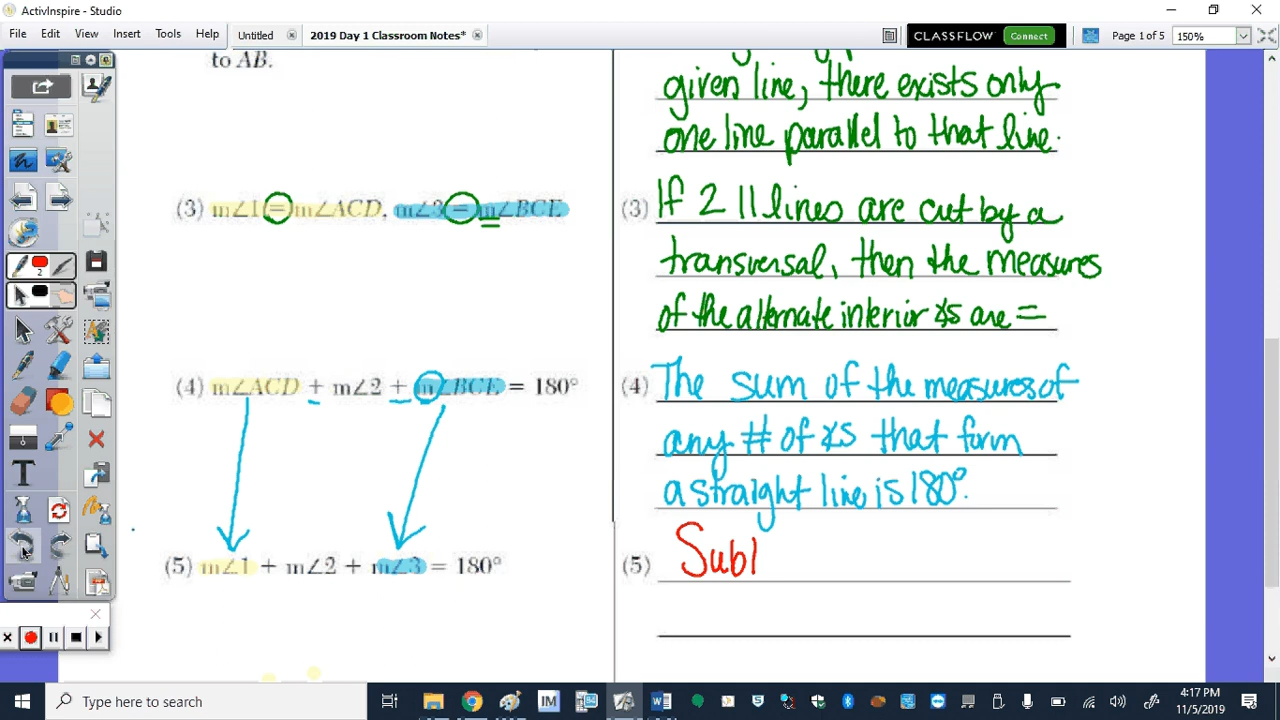 ActivInspire - Studio
File Edit View Insert Tools Help Untitled 2019 Day 1 Classroom Notes* CLASSFLOW Connect Page 1 of 5 150%
to AB.
given line, there exists only
one line parallel to that line.
(3) m∠1 = m∠ACD, m∠3 = m∠BCE
(3) If 2 || lines are cut by a
transversal, then the measures
of the alternate interior ∡s are =
(4) m∠ACD + m∠2 + m∠BCE = 180°
(4) The sum of the measures of
any # of ∡s that form
a straight line is 180°.
(5) m∠1 + m∠2 + m∠3 = 180°
(5) Subl
2
T
Type here to search
IM
W
5
4:17 PM
11/5/2019